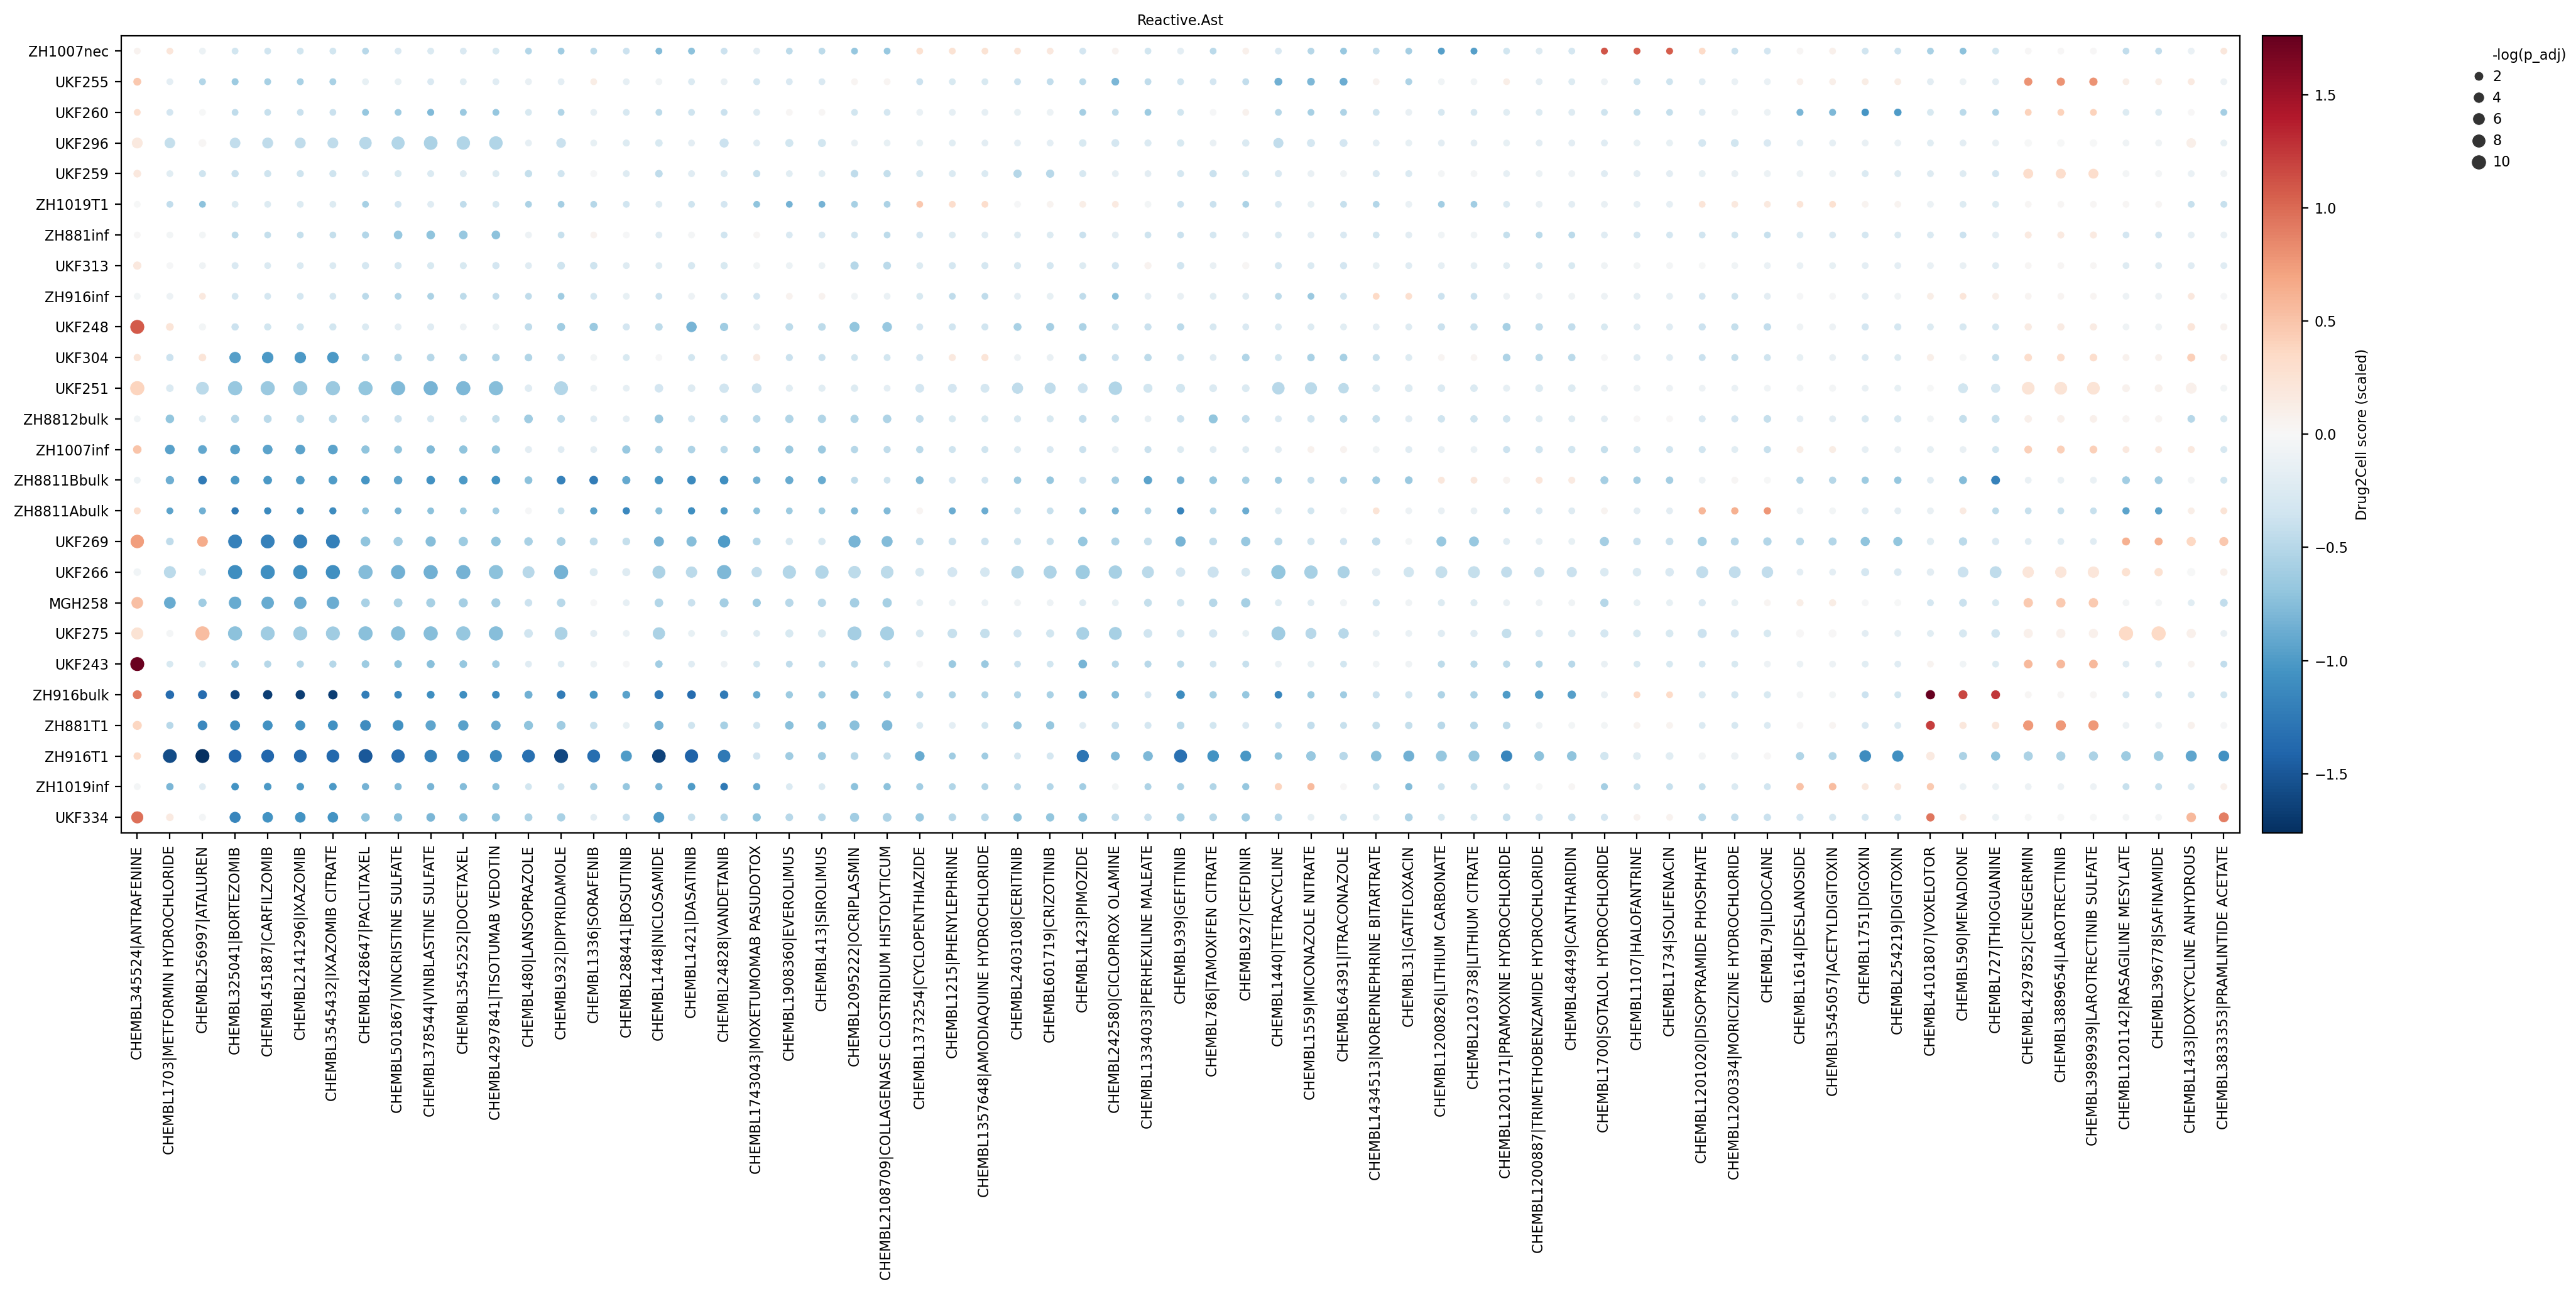 Reactive.Ast
ZH1007nec
UKF255
UKF260
UKF296
UKF259
ZH1019T1
ZH881inf
UKF313
ZH916inf
UKF248
UKF304
UKF251
ZH8812bulk
ZH1007inf
ZH8811Bbulk
ZH8811Abulk
UKF269
UKF266
MGH258
UKF275
UKF243
ZH916bulk
ZH881T1
ZH916T1
ZH1019inf
UKF334
CHEMBL345524|ANTRAFENINE
CHEMBL1703|METFORMIN HYDROCHLORIDE
CHEMBL256997|ATALUREN
CHEMBL325041|BORTEZOMIB
CHEMBL451887|CARFILZOMIB
CHEMBL2141296|IXAZOMIB
CHEMBL3545432|IXAZOMIB CITRATE
CHEMBL428647|PACLITAXEL
CHEMBL501867|VINCRISTINE SULFATE
CHEMBL378544|VINBLASTINE SULFATE
CHEMBL3545252|DOCETAXEL
CHEMBL4297841|TISOTUMAB VEDOTIN
CHEMBL480|LANSOPRAZOLE
CHEMBL932|DIPYRIDAMOLE
CHEMBL1336|SORAFENIB
CHEMBL288441|BOSUTINIB
CHEMBL1448|NICLOSAMIDE
CHEMBL1421|DASATINIB
CHEMBL24828|VANDETANIB
CHEMBL1743043|MOXETUMOMAB PASUDOTOX
CHEMBL1908360|EVEROLIMUS
CHEMBL413|SIROLIMUS
CHEMBL2095222|OCRIPLASMIN
CHEMBL2108709|COLLAGENASE CLOSTRIDIUM HISTOLYTICUM
CHEMBL1373254|CYCLOPENTHIAZIDE
CHEMBL1215|PHENYLEPHRINE
CHEMBL1357648|AMODIAQUINE HYDROCHLORIDE
CHEMBL2403108|CERITINIB
CHEMBL601719|CRIZOTINIB
CHEMBL1423|PIMOZIDE
CHEMBL242580|CICLOPIROX OLAMINE
CHEMBL1334033|PERHEXILINE MALEATE
CHEMBL939|GEFITINIB
CHEMBL786|TAMOXIFEN CITRATE
CHEMBL927|CEFDINIR
CHEMBL1440|TETRACYCLINE
CHEMBL1559|MICONAZOLE NITRATE
CHEMBL64391|ITRACONAZOLE
CHEMBL1434513|NOREPINEPHRINE BITARTRATE
CHEMBL31|GATIFLOXACIN
CHEMBL1200826|LITHIUM CARBONATE
CHEMBL2103738|LITHIUM CITRATE
CHEMBL1201171|PRAMOXINE HYDROCHLORIDE
CHEMBL1200887|TRIMETHOBENZAMIDE HYDROCHLORIDE
CHEMBL48449|CANTHARIDIN
CHEMBL1700|SOTALOL HYDROCHLORIDE
CHEMBL1107|HALOFANTRINE
CHEMBL1734|SOLIFENACIN
CHEMBL1201020|DISOPYRAMIDE PHOSPHATE
CHEMBL1200334|MORICIZINE HYDROCHLORIDE
CHEMBL79|LIDOCAINE
CHEMBL1614|DESLANOSIDE
CHEMBL3545057|ACETYLDIGITOXIN
CHEMBL1751|DIGOXIN
CHEMBL254219|DIGITOXIN
CHEMBL4101807|VOXELOTOR
CHEMBL590|MENADIONE
CHEMBL727|THIOGUANINE
CHEMBL4297852|CENEGERMIN
CHEMBL3889654|LAROTRECTINIB
CHEMBL3989939|LAROTRECTINIB SULFATE
CHEMBL1201142|RASAGILINE MESYLATE
CHEMBL396778|SAFINAMIDE
CHEMBL1433|DOXYCYCLINE ANHYDROUS
CHEMBL3833353|PRAMLINTIDE ACETATE
1.5
1.0
0.5
0.0
−0.5
−1.0
−1.5
Drug2Cell score (scaled)
-log(p_adj)
2
4
6
8
10